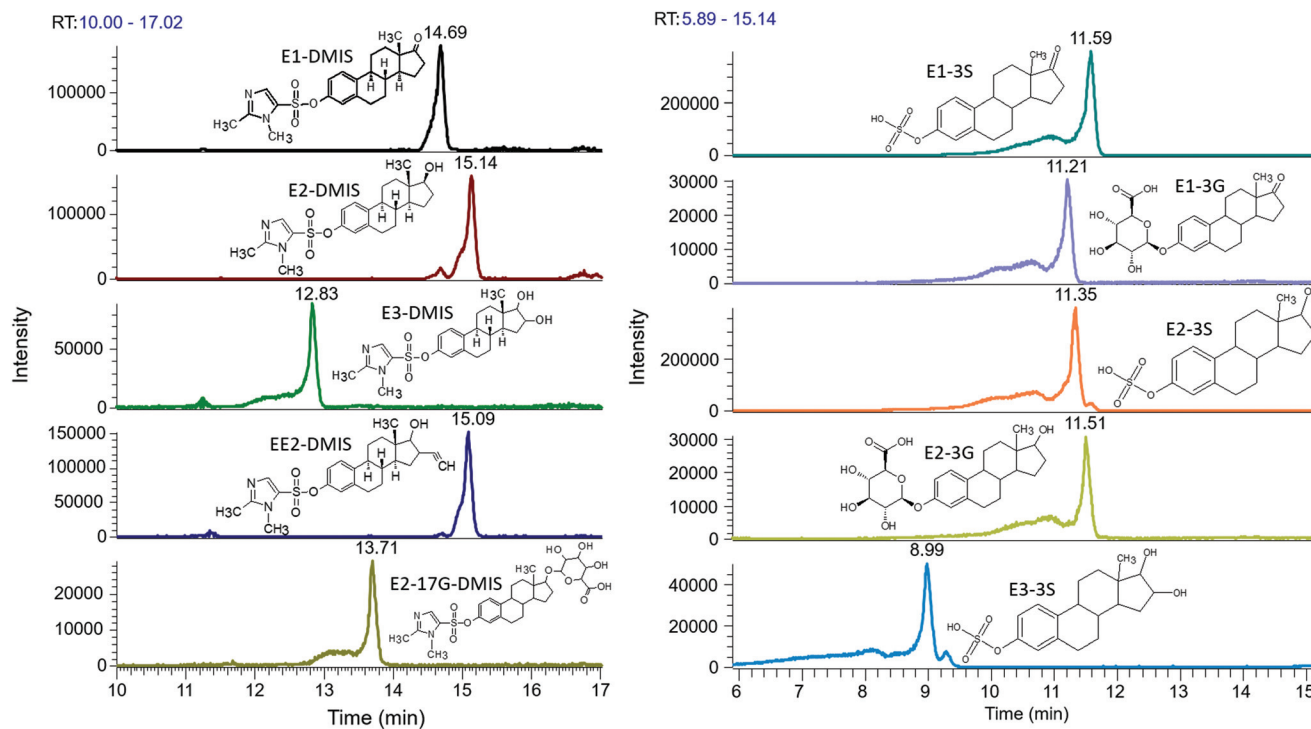 RT:10.00 - 17.02
14.69
E1-DMIS
H₃C
O
H
H
H
N
N
S
O
O
O
H3C
CH3
100000
0
15.14
E2-DMIS
H₃C
OH
H
H
H
N
N
S
O
O
O
H₃C
CH3
100000
0
12.83
E3-DMIS
H₃C
OH
OH
H
H
H
N
N
S
O
O
O
CH₃
H₃C
50000
0
15.09
EE2-DMIS
H₃C
OH
CH
H
H
H
N
N
S
O
O
O
H₃C
CH3
150000
100000
50000
0
13.71
E2-17G-DMIS
H₃C
O
OH
OH
OH
O
O
OH
N
N
S
O
O
O
H₃C
CH₃
20000
0
10 11 12 13 14 15 16 17
Time (min)
Intensity
RT:5.89 - 15.14
11.59
E1-3S
CH₃
O
HO
S
O
O
O
200000
0
11.21
E1-3G
CH₃
O
O
OH
HO
HO
OH
O
O
30000
20000
10000
0
11.35
E2-3S
CH₃
HO
S
O
O
O
200000
0
11.51
E2-3G
CH₃
OH
O
OH
HO
HO
OH
O
O
30000
20000
10000
0
8.99
E3-3S
CH₃
OH
OH
HO
S
O
O
O
40000
20000
0
6 7 8 9 10 11 12 13 14 15
Time (min)
Intensity